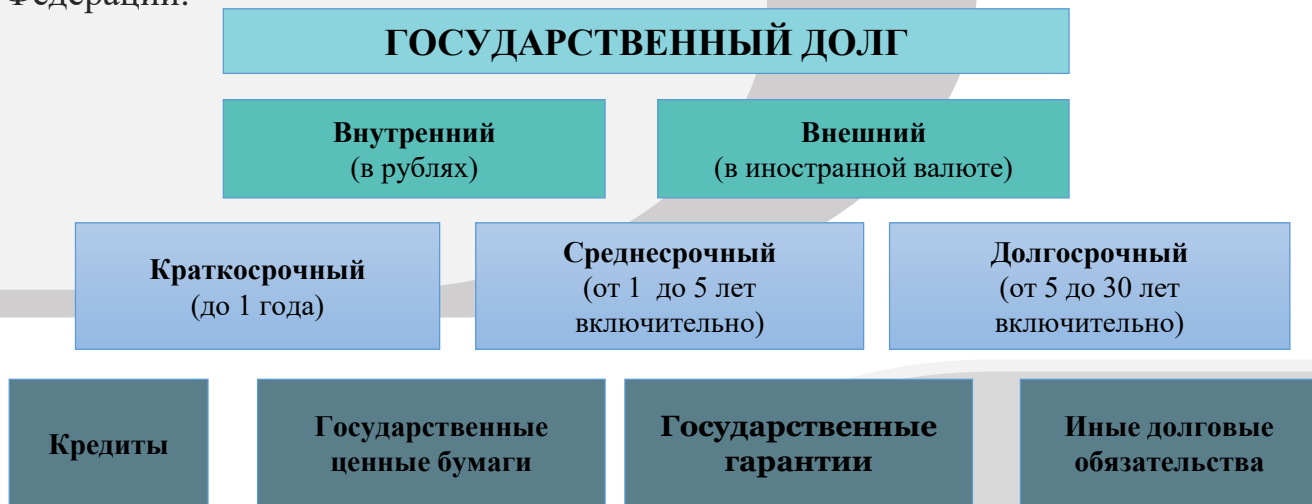 Федерации.
ГОСУДАРСТВЕННЫЙ ДОЛГ
Внутренний
(в рублях)
Внешний
(в иностранной валюте)
Краткосрочный
(до 1 года)
Среднесрочный
(от 1 до 5 лет
включительно)
Долгосрочный
(от 5 до 30 лет
включительно)
Кредиты
Государственные
ценные бумаги
Государственные
гарантии
Иные долговые
обязательства